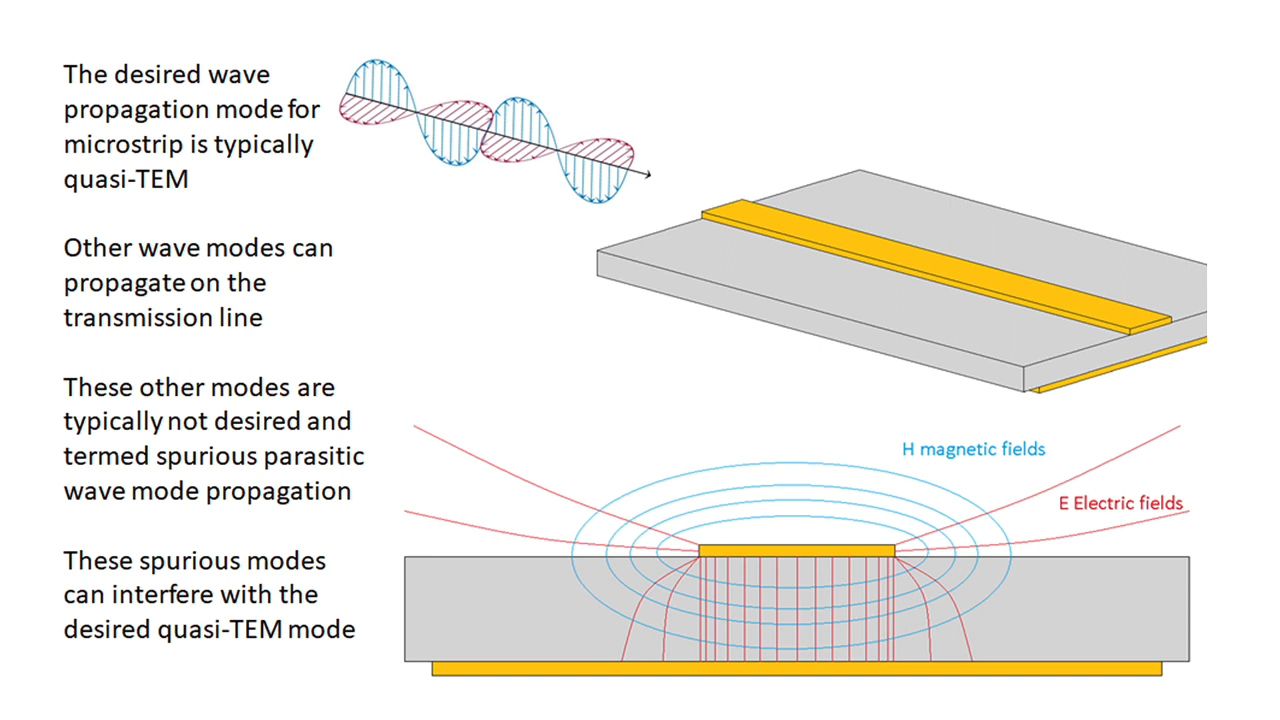 The desired wave
propagation mode for
microstrip is typically
quasi-TEM
Other wave modes can
propagate on the
transmission line
These other modes are
typically not desired and
termed spurious parasitic
wave mode propagation
These spurious modes
can interfere with the
desired quasi-TEM mode
H magnetic fields
E Electric fields